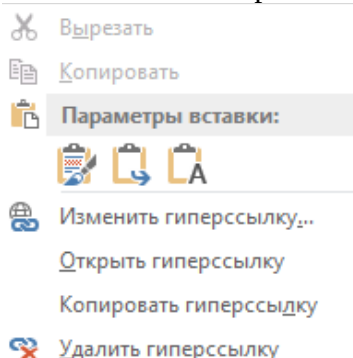 Вырезать
Копировать
Параметры вставки:
A
Изменить гиперссылку...
Открыть гиперссылку
Копировать гиперссылку
Удалить гиперссылку